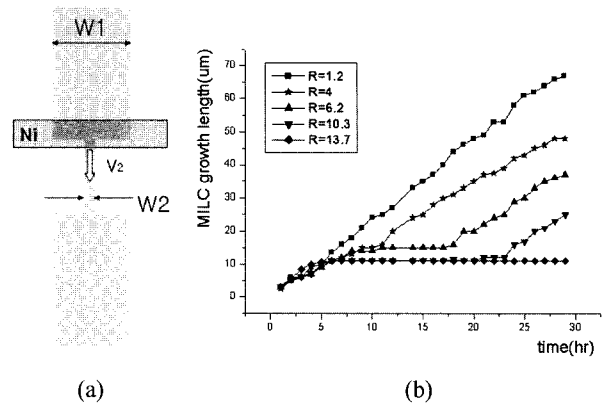 W1
Ni
V2
W2
(a)
MILC growth length(um)
70
60
50
40
30
20
10
0
R=1.2
R=4
R=6.2
R=10.3
R=13.7
0 5 10 15 20 25 30
time(hr)
(b)